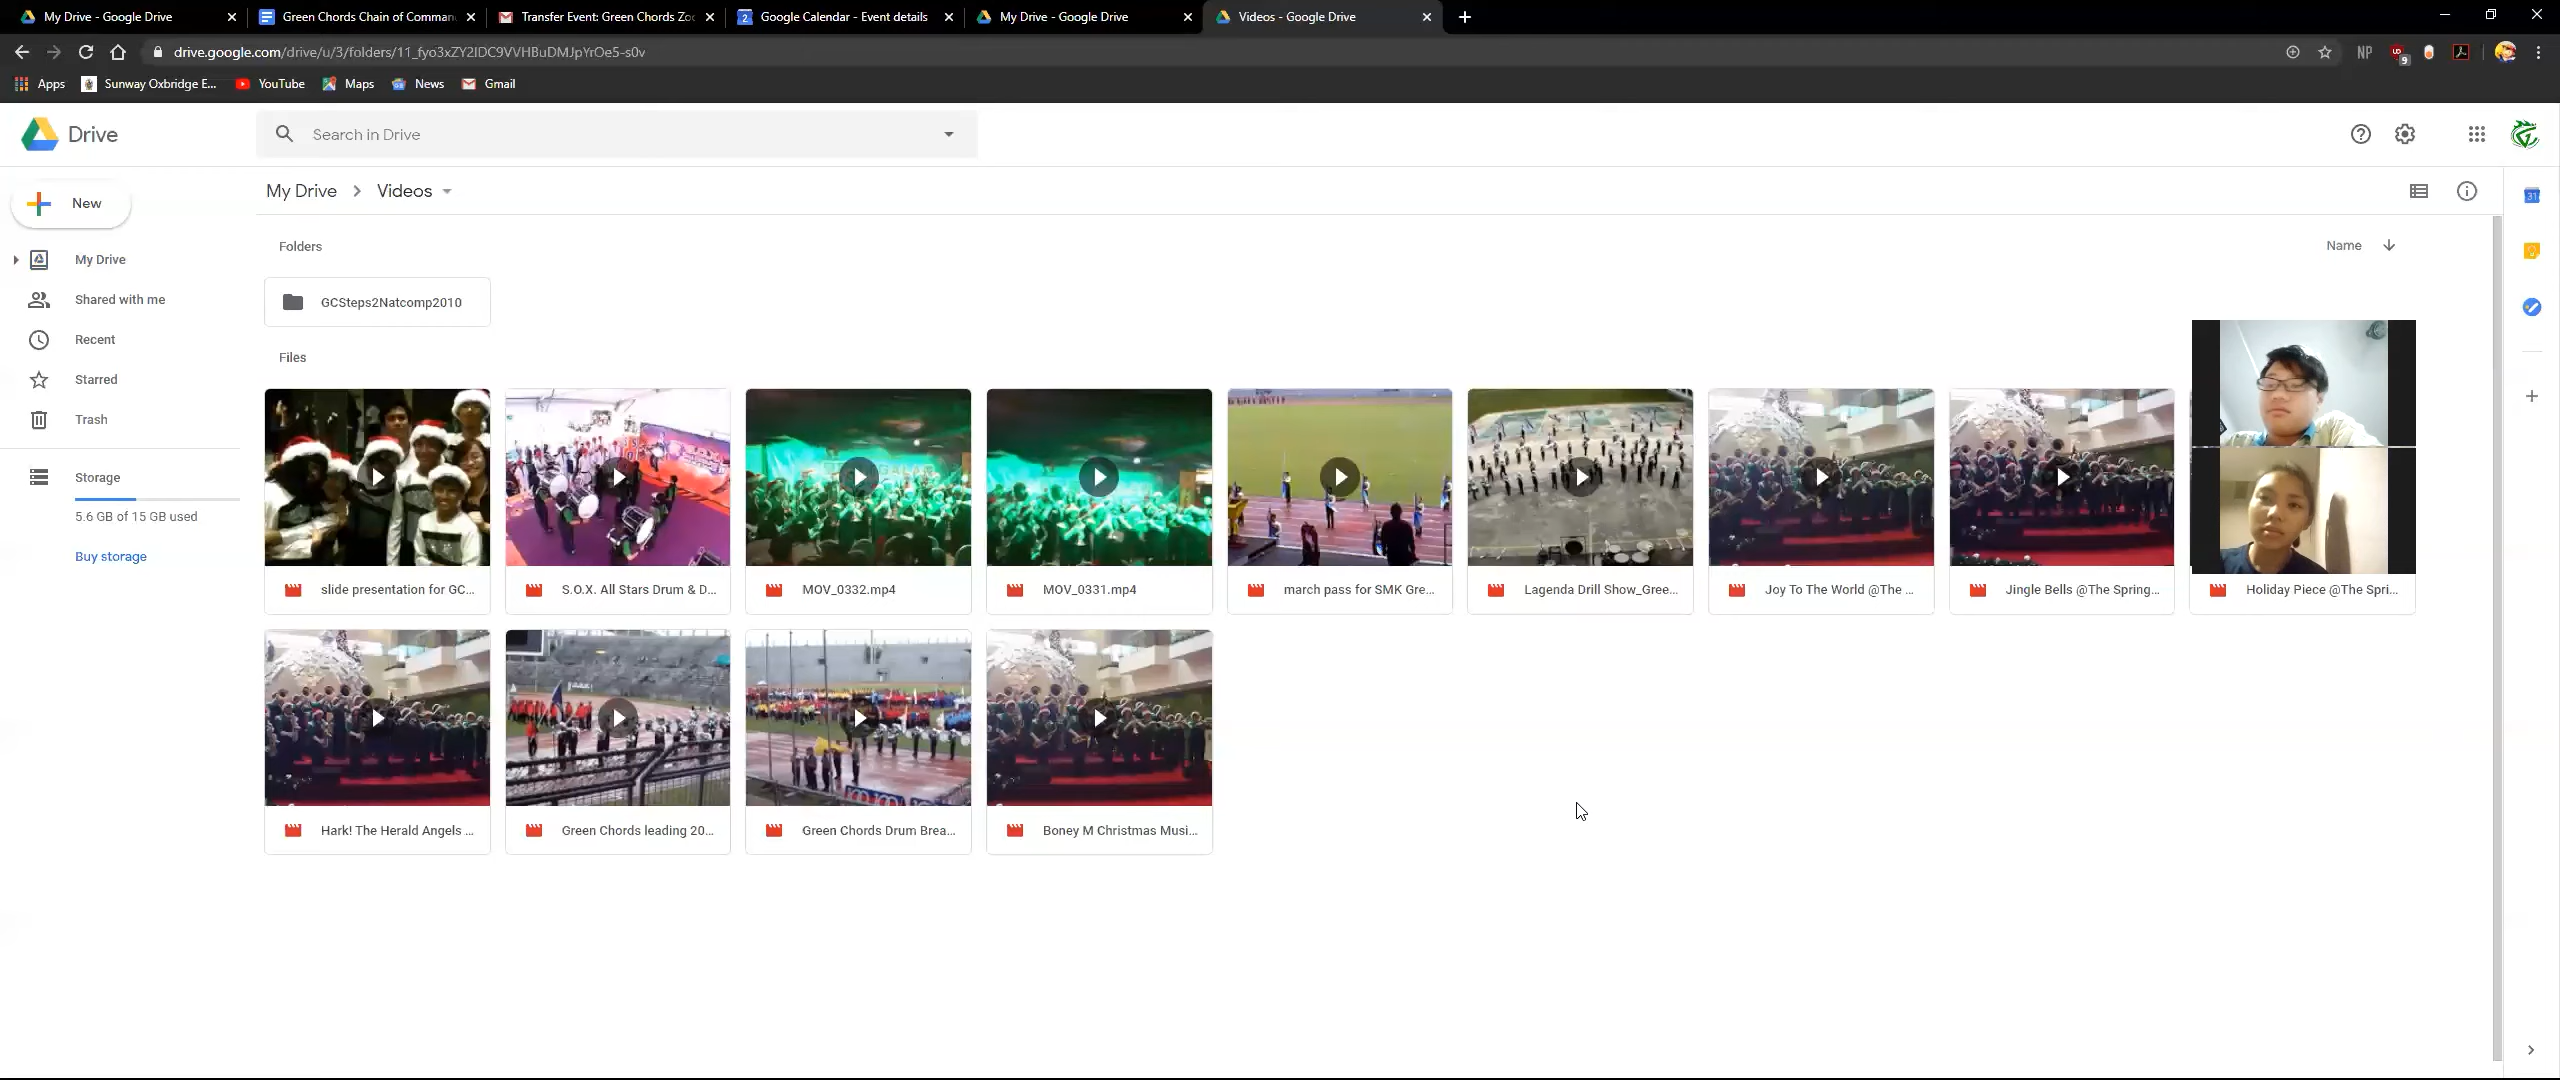 My Drive - Google Drive
Green Chords Chain of Comman
Transfer Event: Green Chords Zo
Google Calendar - Event details
My Drive - Google Drive
Videos - Google Drive
drive.google.com/drive/u/3/folders/11_fyo3xZY2IDC9VVHBuDMJpYrOe5-s0v
NP
9
Apps
Sunway Oxbridge E...
YouTube
Maps
News
Gmail
Drive
Search in Drive
New
My Drive
Videos
31
My Drive
Shared with me
Recent
Starred
Trash
Storage
5.6 GB of 15 GB used
Buy storage
Folders
Name
GCSteps2Natcomp2010
Files
slide presentation for GC...
S.O.X. All Stars Drum & D...
MOV_0332.mp4
MOV_0331.mp4
march pass for SMK Gre...
Lagenda Drill Show_Gree...
Joy To The World @The ...
Jingle Bells @The Spring...
Holiday Piece @The Spri...
Hark! The Herald Angels ...
Green Chords leading 20...
Green Chords Drum Brea...
Boney M Christmas Musi...